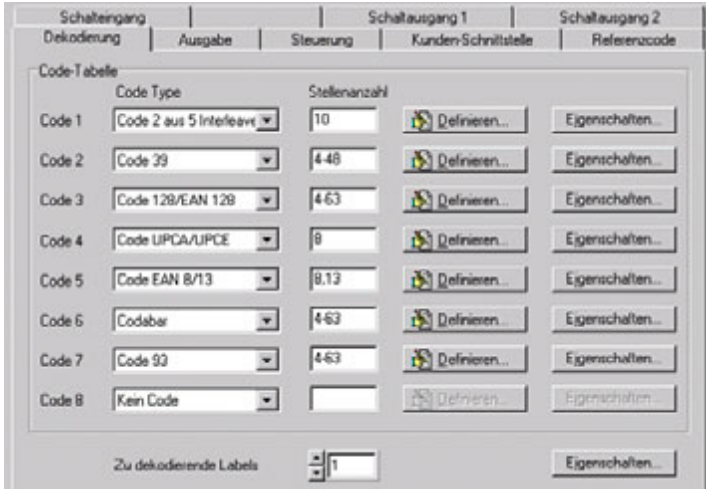 Schalteingang Schaltausgang 1 Schaltausgang 2
Dekodierung Ausgabe Steuerung Kunden-Schnittstelle Referenzcode
Code-Tabelle
Code Type Stellenanzahl
Code 1 Code 2 aus 5 Interleave 10 Definieren... Eigenschaften...
Code 2 Code 39 4-48 Definieren... Eigenschaften...
Code 3 Code 128/EAN 128 4-63 Definieren... Eigenschaften...
Code 4 Code UPCA/UPCE 8 Definieren... Eigenschaften...
Code 5 Code EAN 8/13 8,13 Definieren... Eigenschaften...
Code 6 Codabar 4-63 Definieren... Eigenschaften...
Code 7 Code 93 4-63 Definieren... Eigenschaften...
Code 8 Kein Code Definieren... Eigenschaften...
Zu dekodierende Labels 1 Eigenschaften...